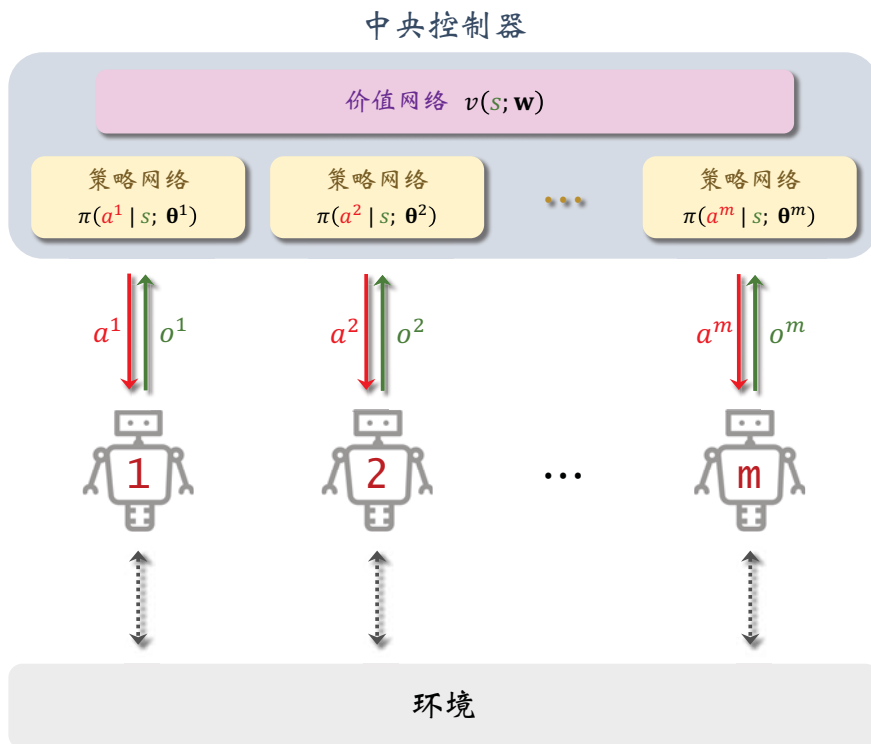 中央控制器
价值网络 v(s; w)
策略网络 策略网络 策略网络
π(a¹ | s; θ¹) π(a² | s; θ²) … π(aᵐ | s; θᵐ)
a¹ o¹ a² o² aᵐ oᵐ
1 2 … m
环境